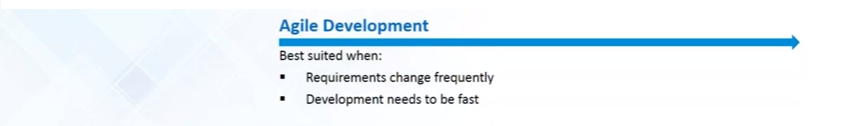 Agile Development
Best suited when:
▪ Requirements change frequently
▪ Development needs to be fast